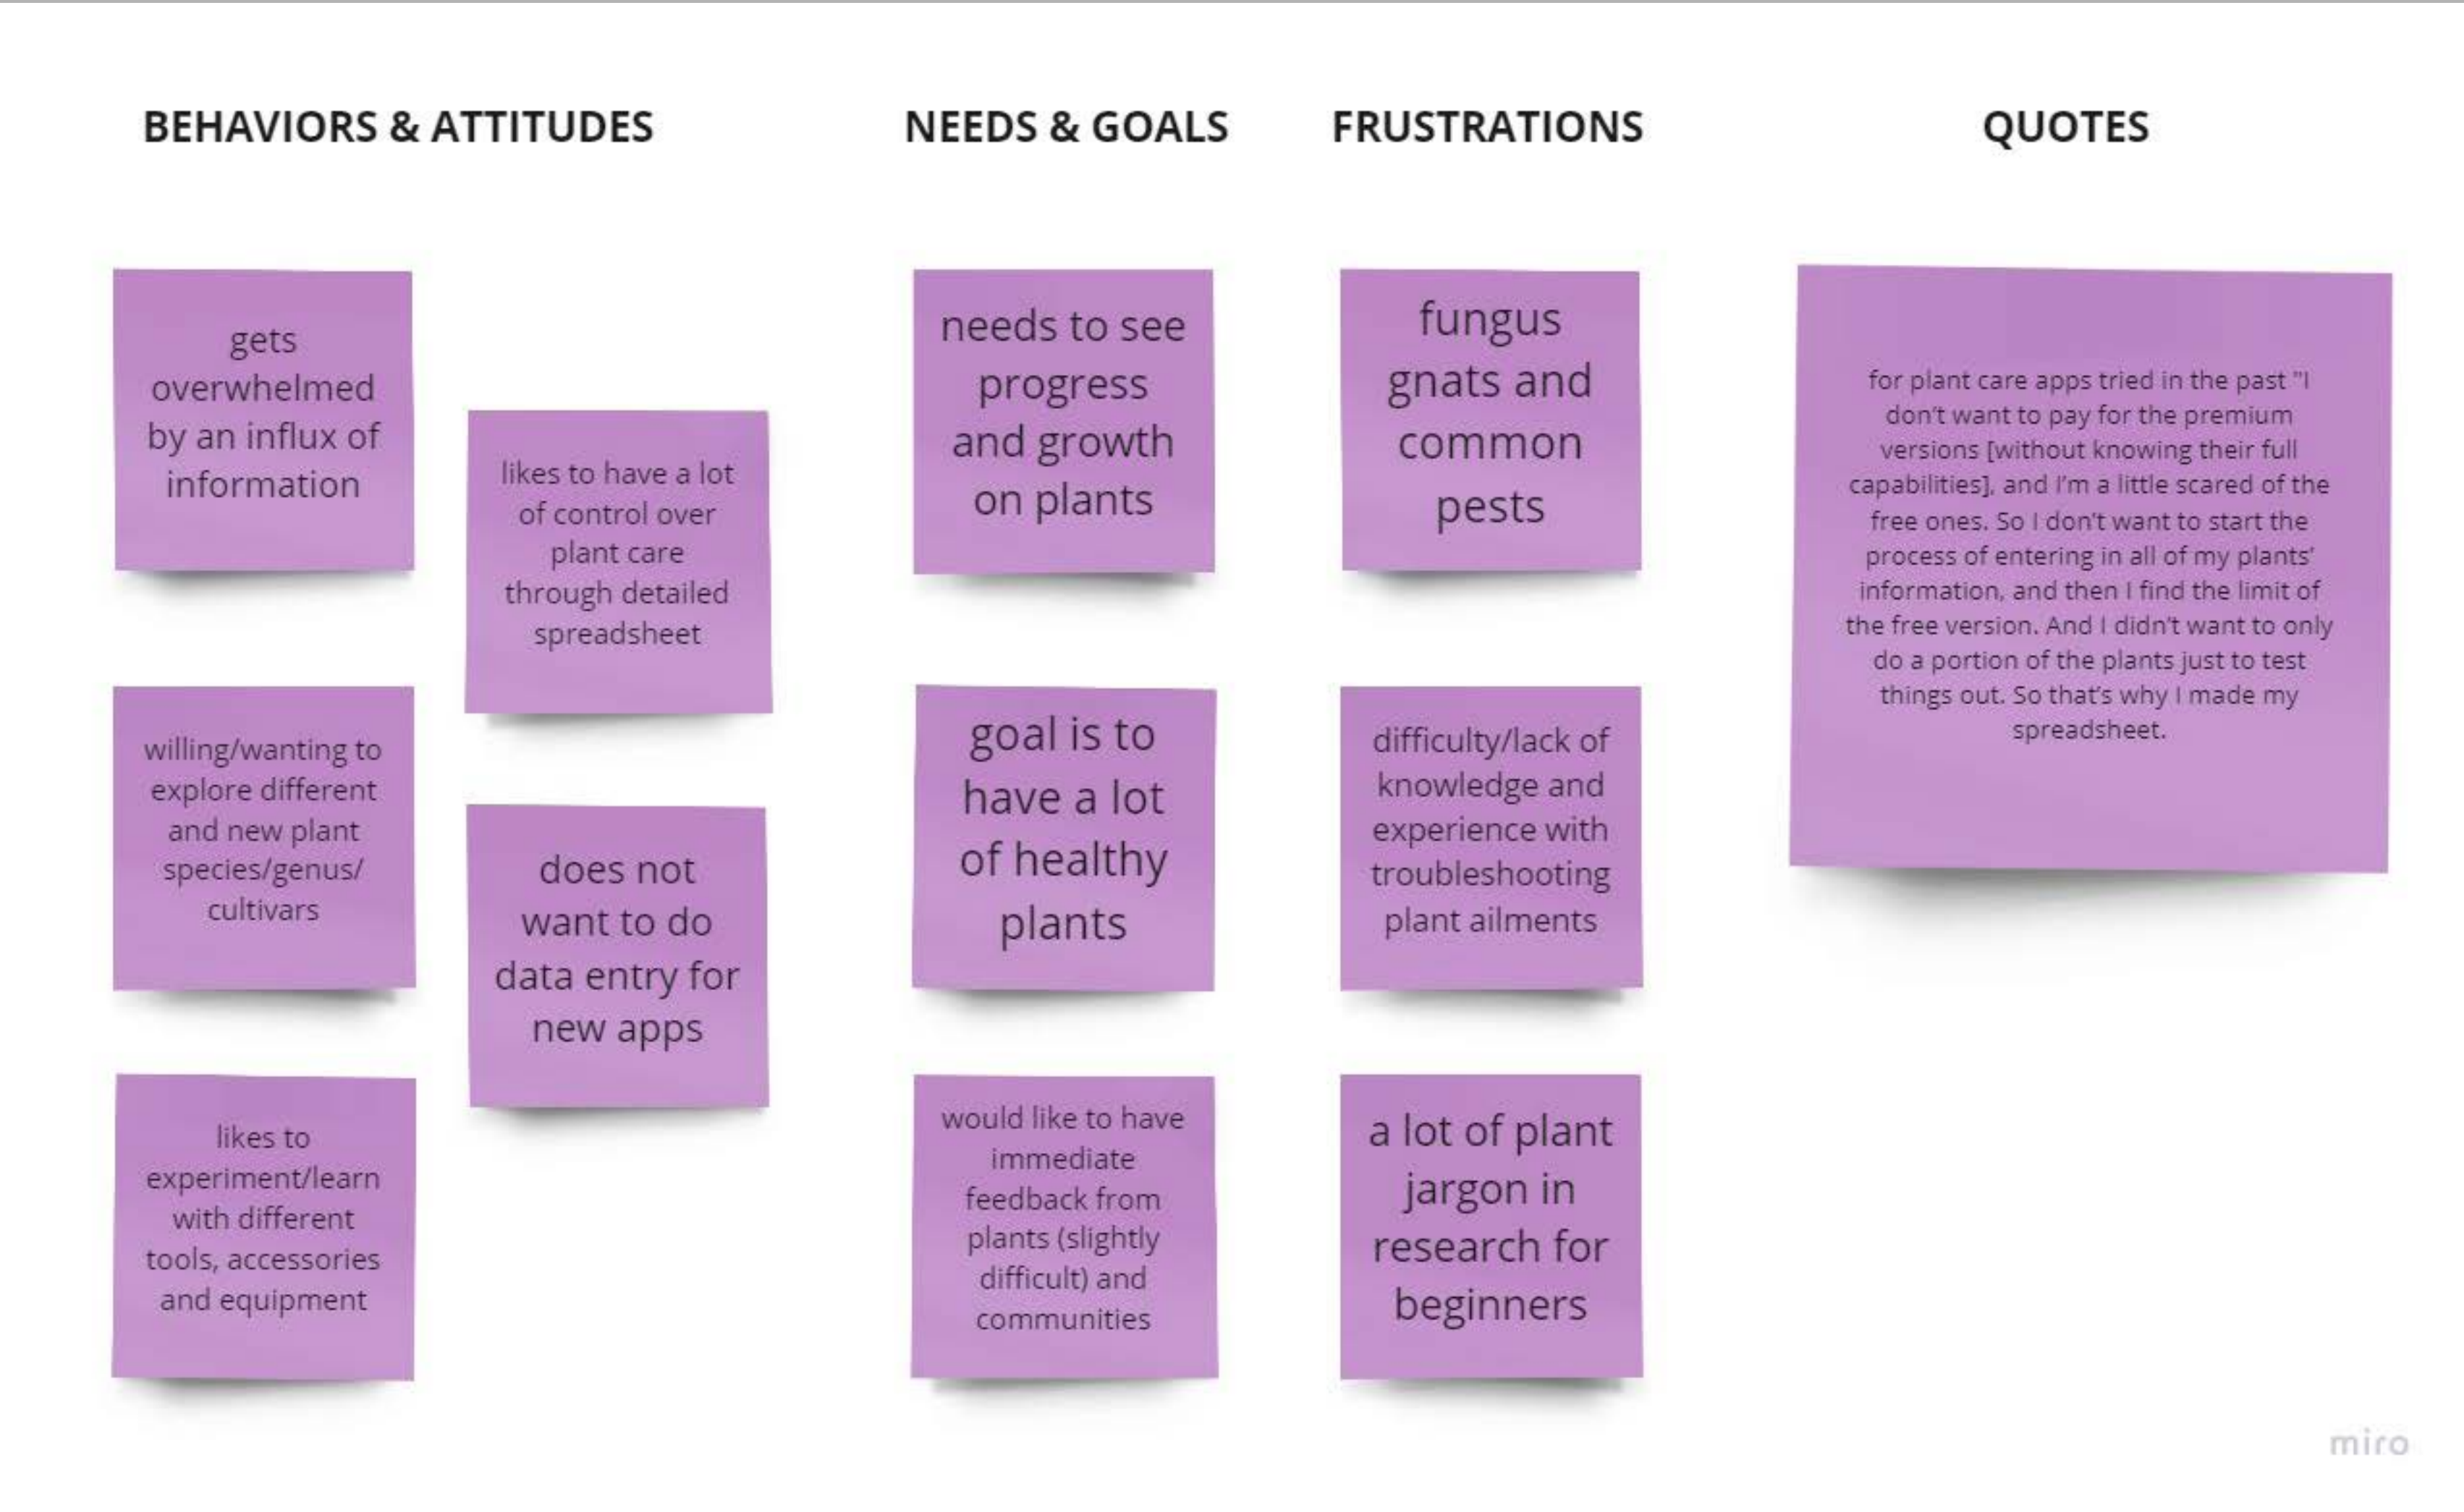 BEHAVIORS & ATTITUDES
NEEDS & GOALS
FRUSTRATIONS
QUOTES
gets
overwhelmed
by an influx of
information
willing/wanting to
explore different
and new plant
species/genus/
cultivars
likes to
experiment/learn
with different
tools, accessories
and equipment
likes to have a lot
of control over
plant care
through detailed
spreadsheet
does not
want to do
data entry for
new apps
needs to see
progress
and growth
on plants
goal is to
have a lot
of healthy
plants
would like to have
immediate
feedback from
plants (slightly
difficult) and
communities
fungus
gnats and
common
pests
difficulty/lack of
knowledge and
experience with
troubleshooting
plant ailments
a lot of plant
jargon in
research for
beginners
for plant care apps tried in the past "I
don't want to pay for the premium
versions [without knowing their full
capabilities], and I'm a little scared of the
free ones. So I don't want to start the
process of entering in all of my plants'
information, and then I find the limit of
the free version. And I didn't want to only
do a portion of the plants just to test
things out. So that's why I made my
spreadsheet.
miro